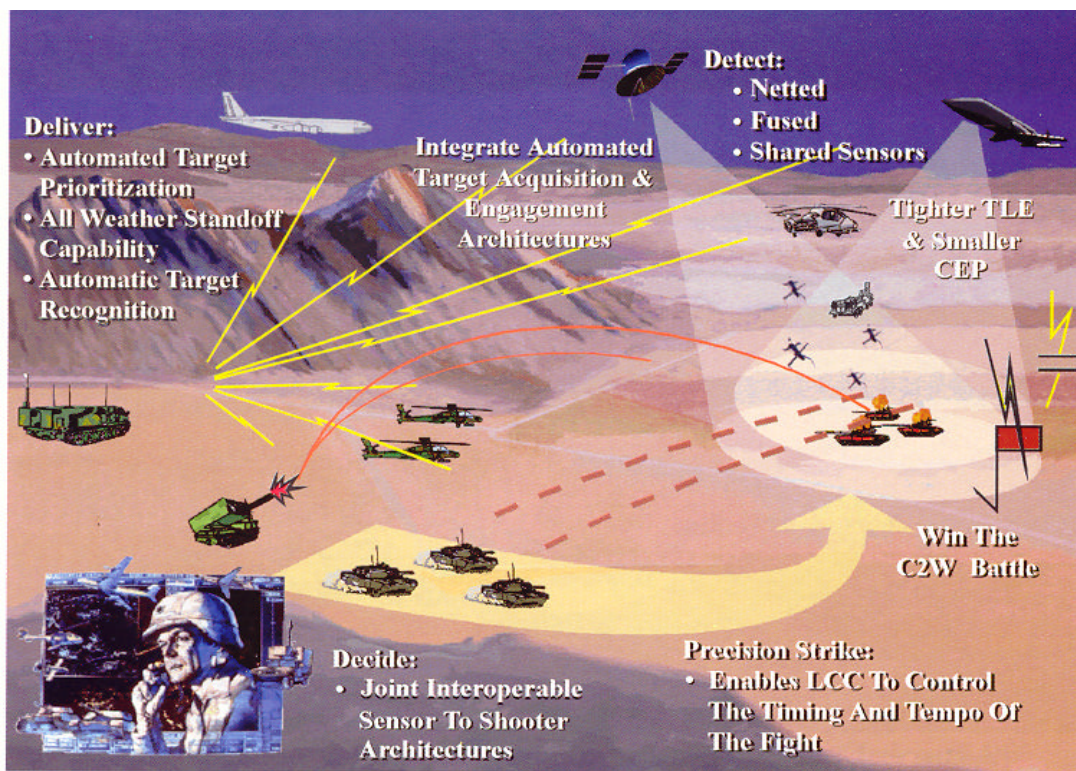 Deliver:
• Automated Target
Prioritization
• All Weather Standoff
Capability
• Automatic Target
Recognition
Integrate Automated
Target Acquisition &
Engagement
Architectures
Detect:
• Netted
• Fused
• Shared Sensors
Tighter TLE
& Smaller
CEP
Win The
C2W Battle
Decide:
• Joint Interoperable
Sensor To Shooter
Architectures
Precision Strike:
• Enables LCC To Control
The Timing And Tempo Of
The Fight